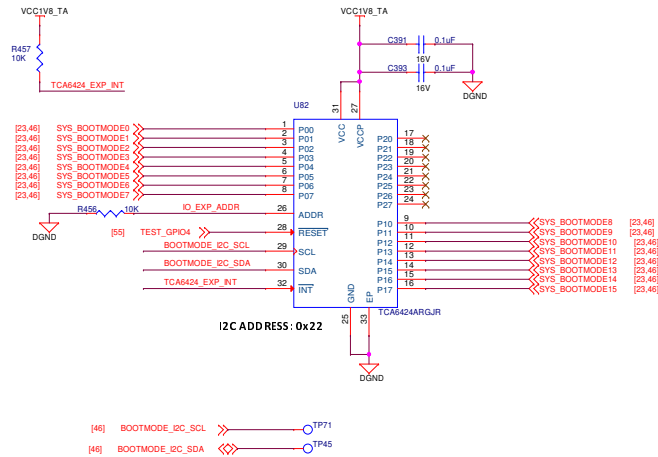 VCC1V8_TA
VCC1V8_TA
R457
10K
C391
0.1uF
16V
C393
0.1uF
16V
TCA6424_EXP_INT
DGND
U82
31
27
VCC
VCCP
[23,46] SYS_BOOTMODE0 1 P00
[23,46] SYS_BOOTMODE1 2 P01
[23,46] SYS_BOOTMODE2 3 P02
[23,46] SYS_BOOTMODE3 4 P03
[23,46] SYS_BOOTMODE4 5 P04
[23,46] SYS_BOOTMODE5 6 P05
[23,46] SYS_BOOTMODE6 7 P06
[23,46] SYS_BOOTMODE7 8 P07
P20 17
P21 18
P22 19
P23 20
P24 21
P25 22
P26 23
P27 24
R456 10K IO_EXP_ADDR 26 ADDR
DGND
[55] TEST_GPIO4 28 RESET
BOOTMODE_I2C_SCL 29 SCL
BOOTMODE_I2C_SDA 30 SDA
TCA6424_EXP_INT 32 INT
P10 9 SYS_BOOTMODE8 [23,46]
P11 10 SYS_BOOTMODE9 [23,46]
P12 11 SYS_BOOTMODE10 [23,46]
P13 12 SYS_BOOTMODE11 [23,46]
P14 13 SYS_BOOTMODE12 [23,46]
P15 14 SYS_BOOTMODE13 [23,46]
P16 15 SYS_BOOTMODE14 [23,46]
P17 16 SYS_BOOTMODE15 [23,46]
GND
EP
25
33
TCA6424ARGJR
I2C ADDRESS: 0x22
DGND
[46] BOOTMODE_I2C_SCL TP71
[46] BOOTMODE_I2C_SDA TP45